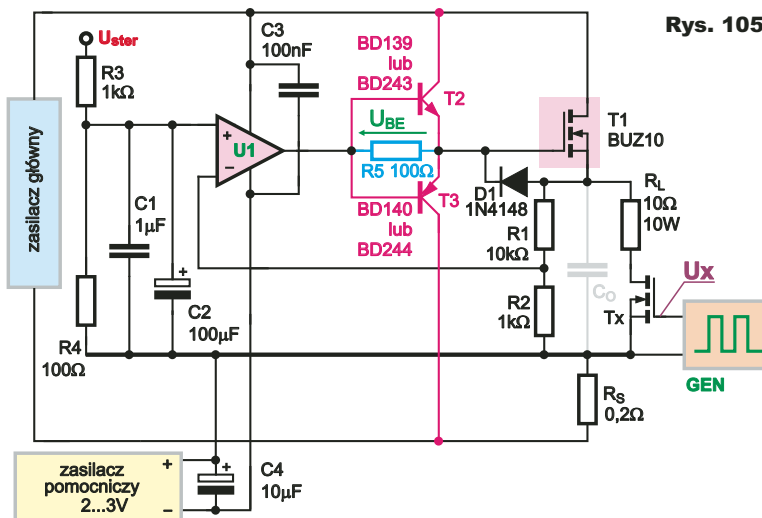 Rys. 105
Uster
R3
1kΩ
C3
100nF
BD139
lub
BD243
T2
T1
BUZ10
UBE
U1
+
−
R5 100Ω
zasilacz główny
C1
1µF
D1
1N4148
T3
RL
10Ω
10W
R1
10kΩ
BD140
lub
BD244
+
C2
100µF
CO
Ux
R2
1kΩ
Tx
R4
100Ω
GEN
RS
0,2Ω
zasilacz
pomocniczy
2...3V
+
−
+
C4
10µF